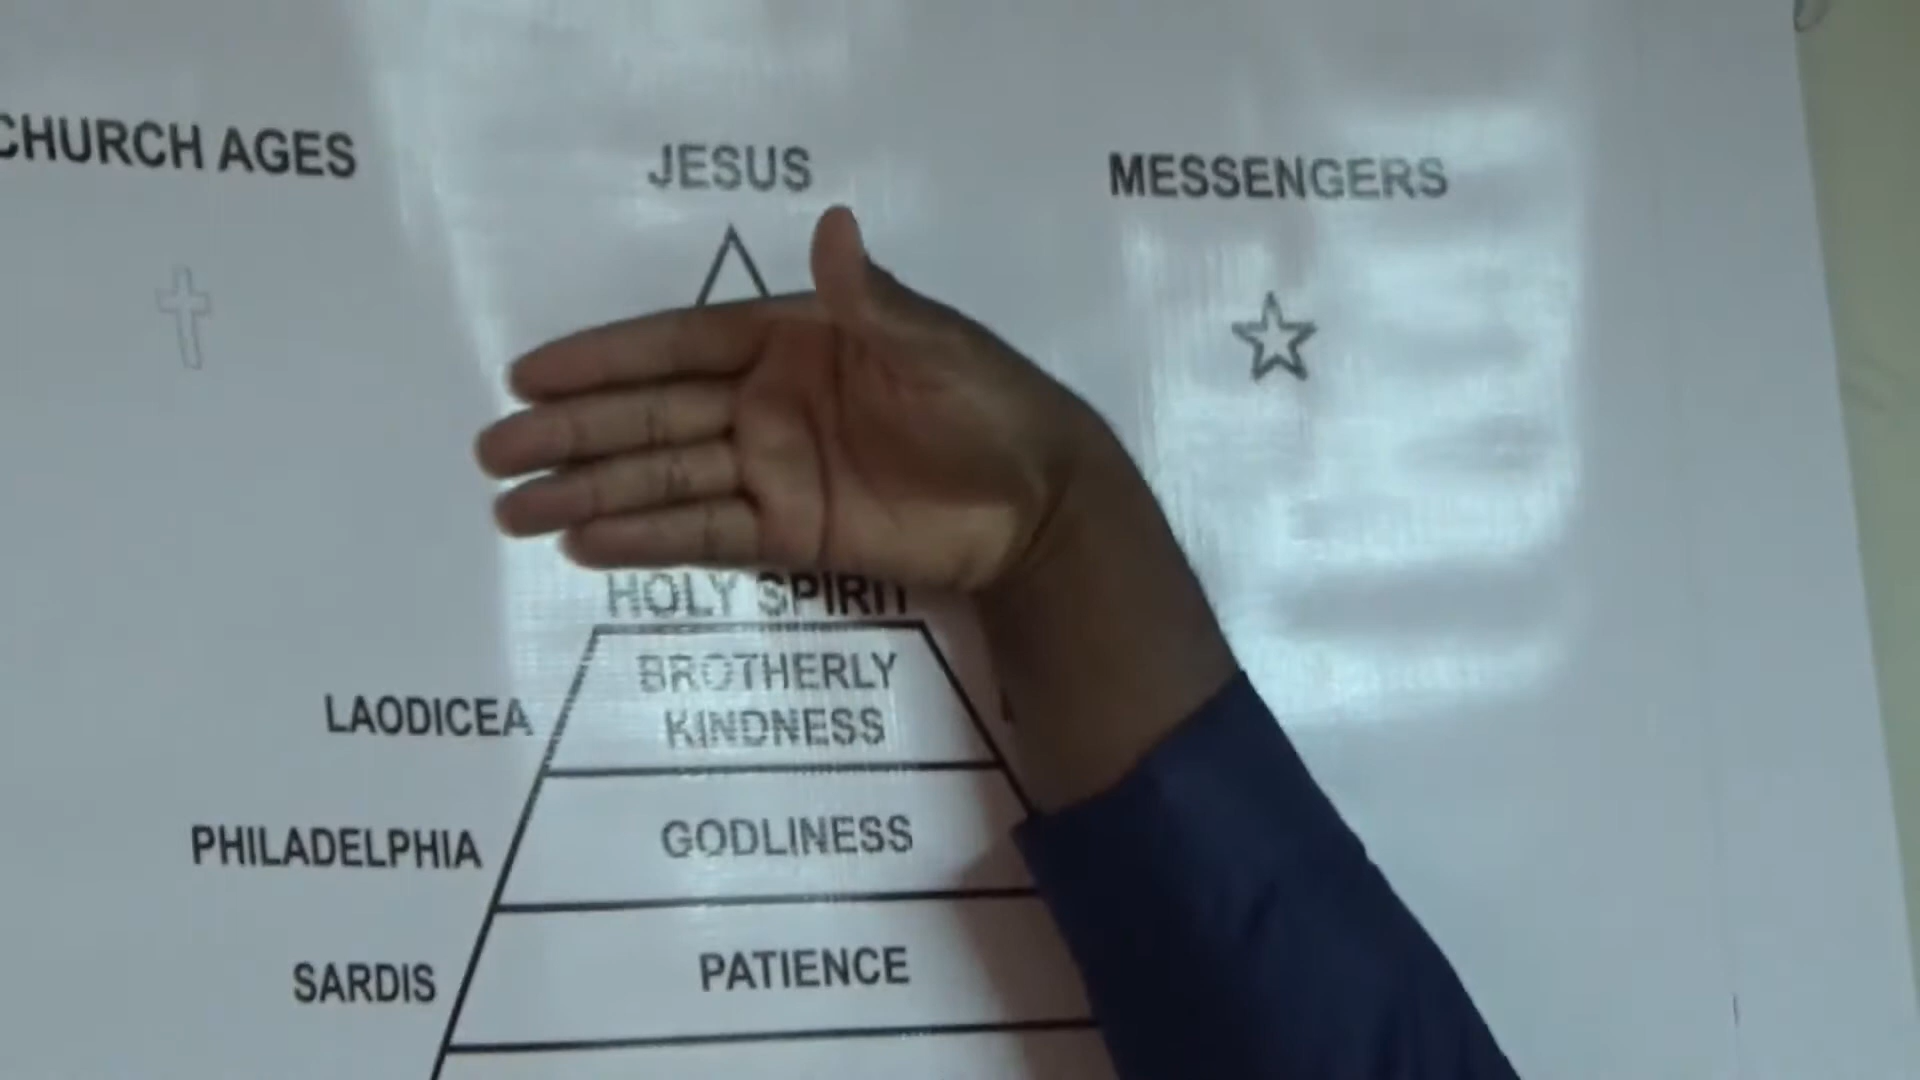 CHURCH AGES
JESUS
MESSENGERS
HOLY SPIRIT
BROTHERLY
KINDNESS
LAODICEA
PHILADELPHIA
GODLINESS
SARDIS
PATIENCE